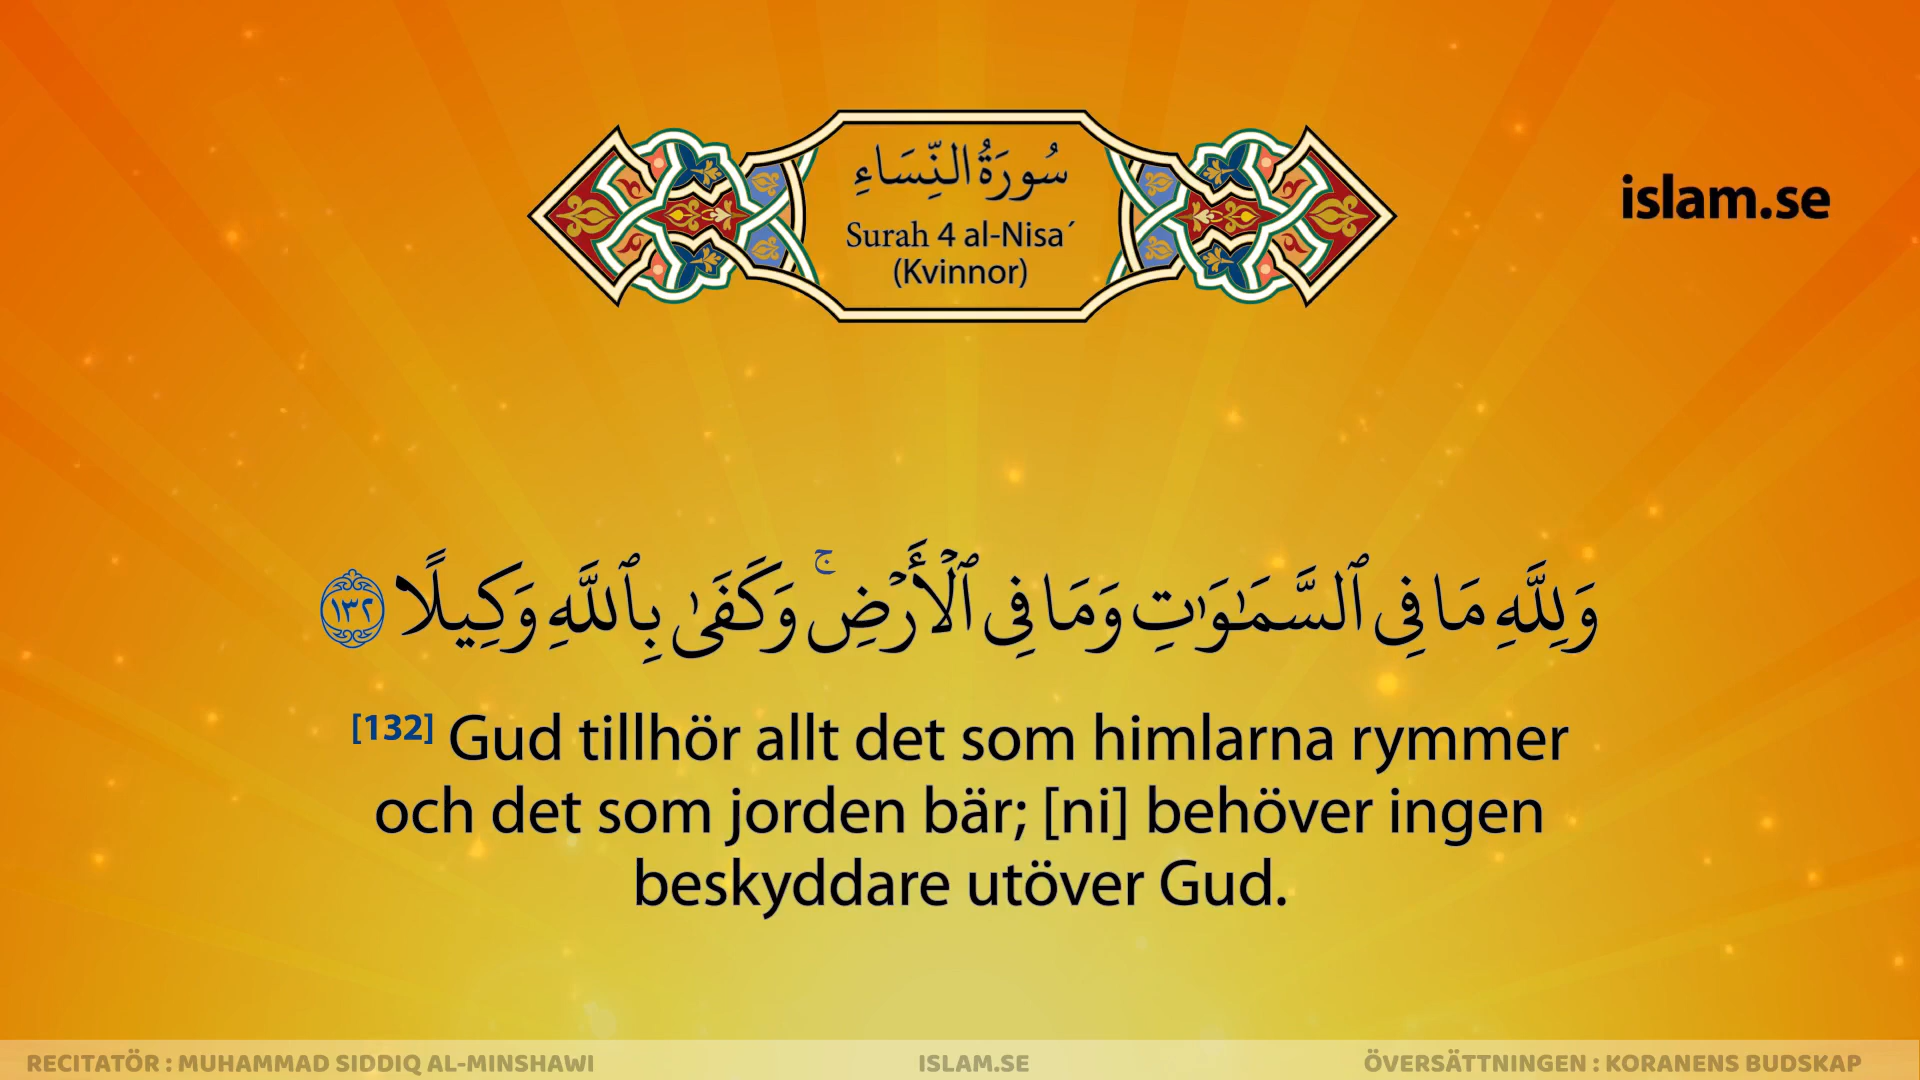 سُورَةُ النِّسَاءِ
Surah 4 al-Nisa´
(Kvinnor)
islam.se
وَلِلَّهِ مَا فِى ٱلسَّمَـٰوَٰتِ وَمَا فِى ٱلْأَرْضِ ۚ وَكَفَىٰ بِٱللَّهِ وَكِيلًا ١٣٢
[132] Gud tillhör allt det som himlarna rymmer
och det som jorden bär; [ni] behöver ingen
beskyddare utöver Gud.
RECITATÖR : MUHAMMAD SIDDIQ AL-MINSHAWI ISLAM.SE ÖVERSÄTTNINGEN : KORANENS BUDSKAP